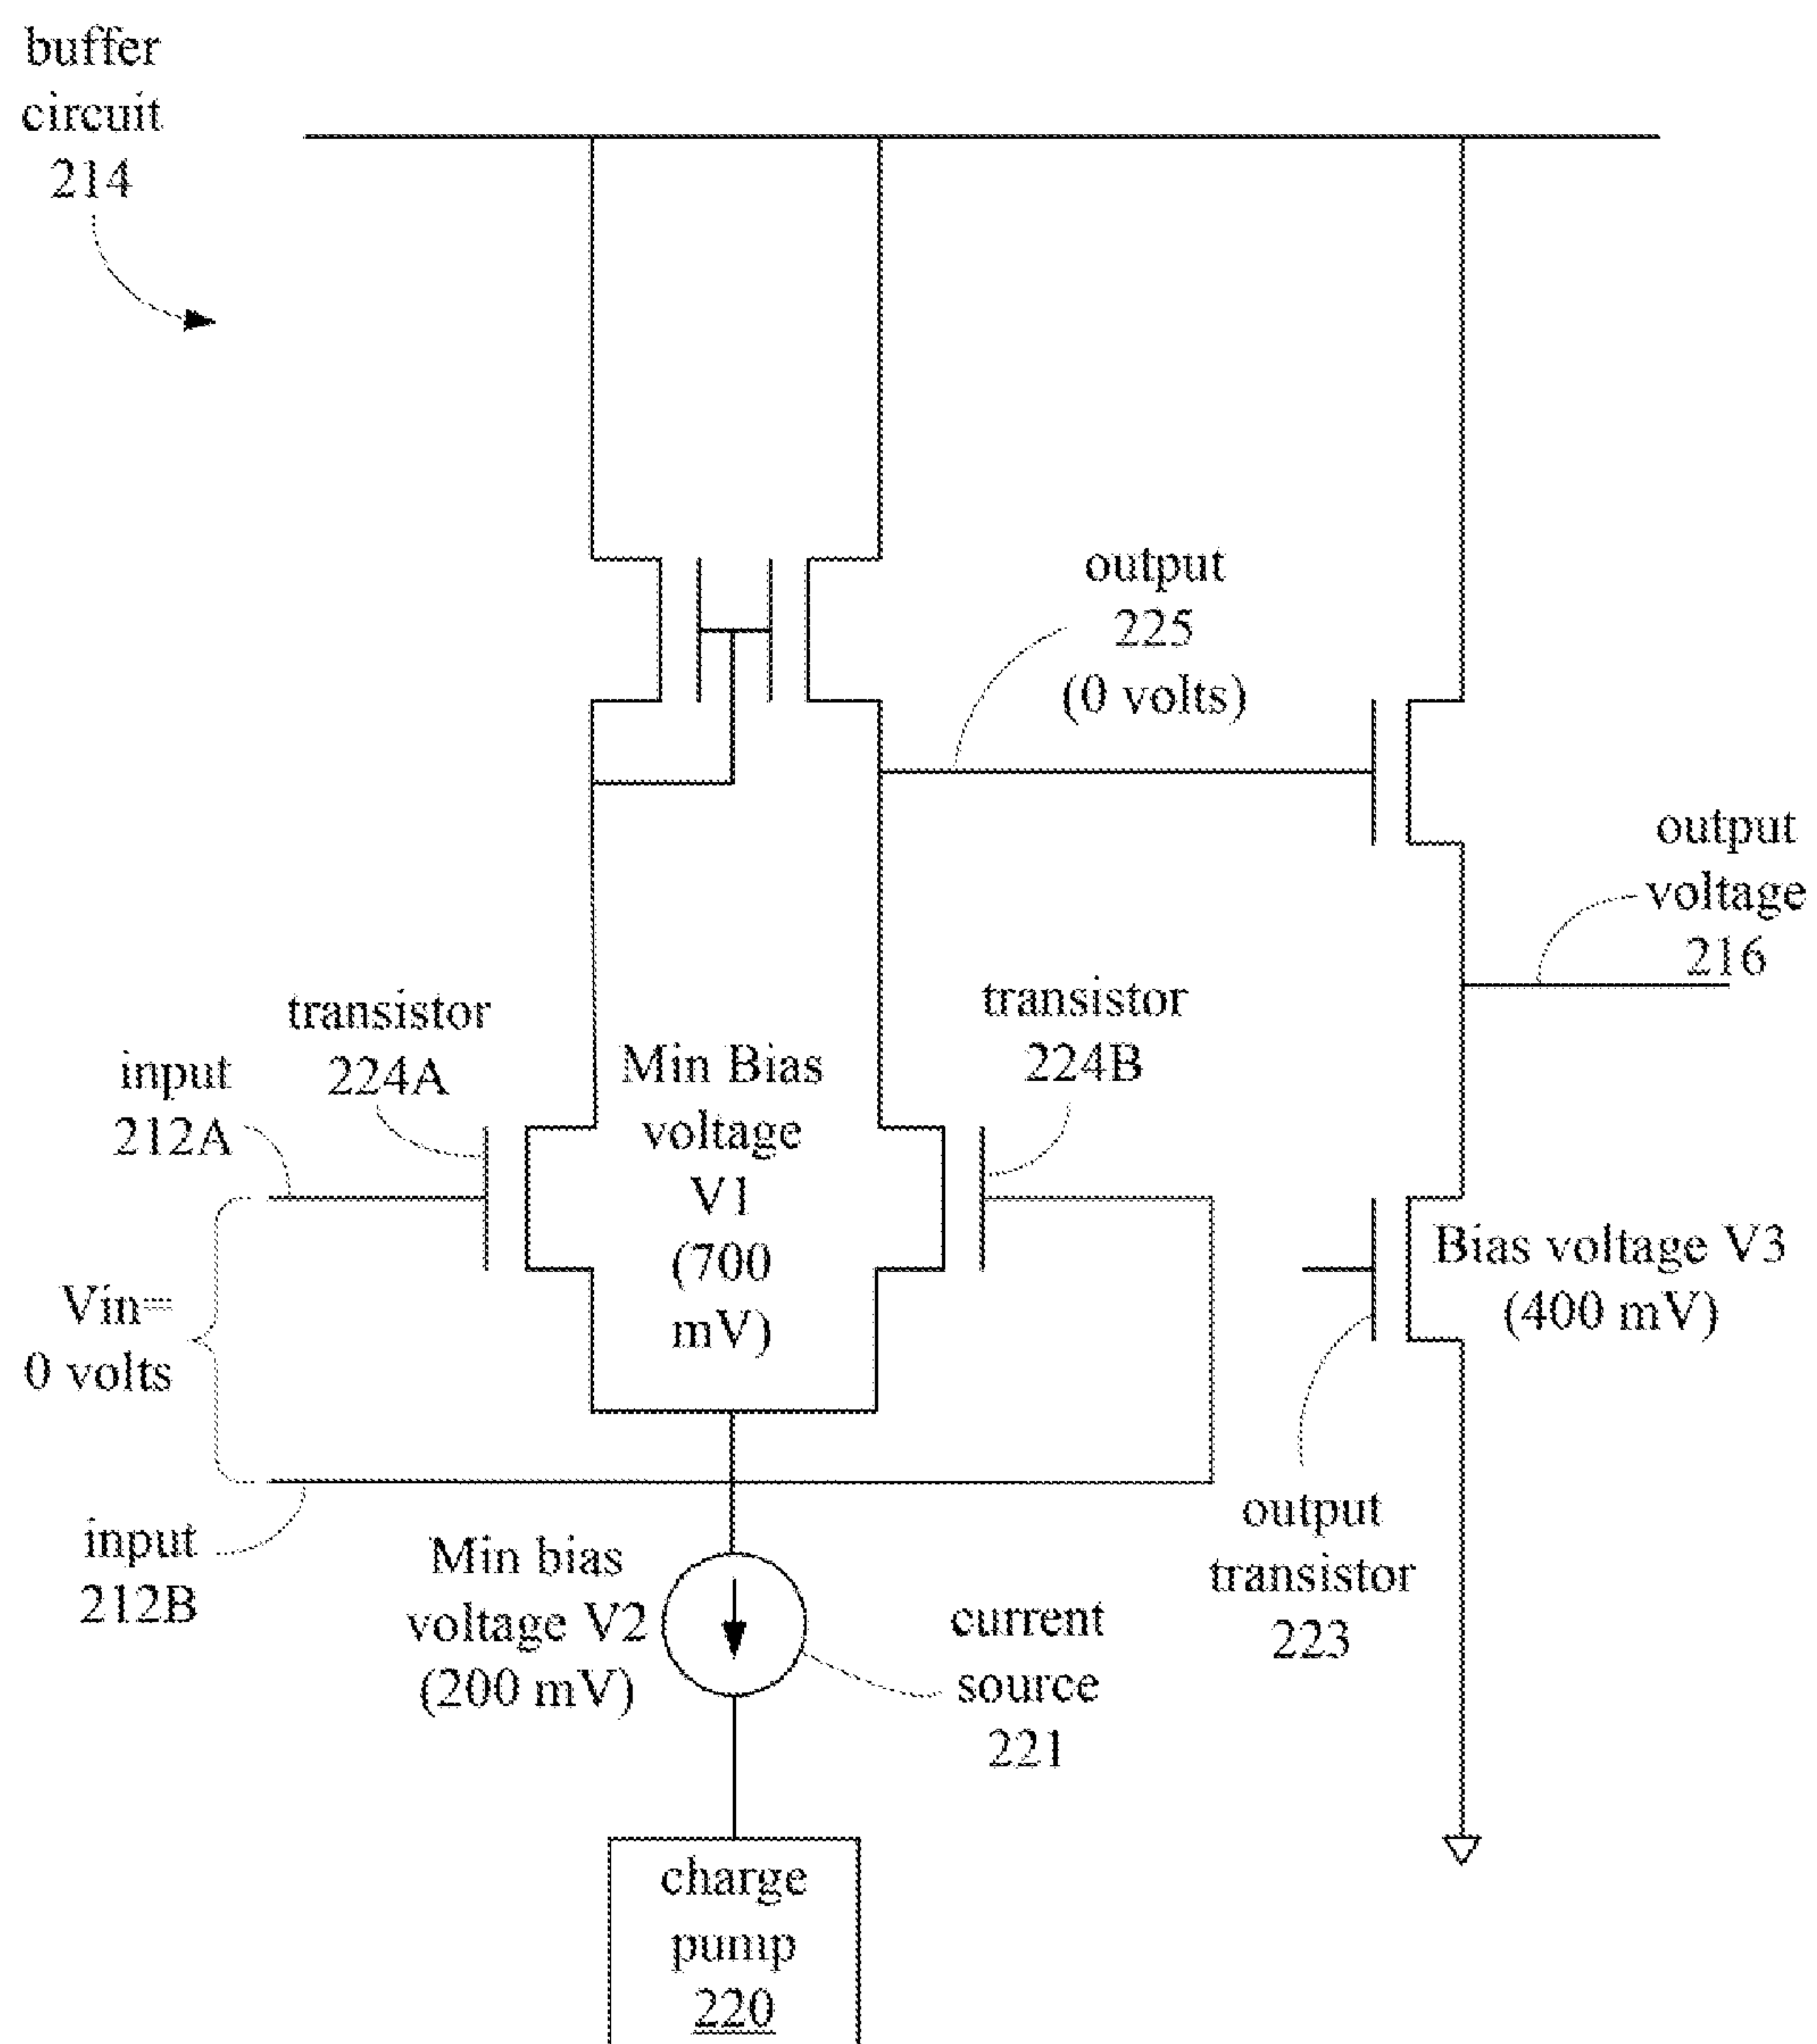 buffer
circuit
214
output
225
(0 volts)
output
voltage
216
transistor
224A
transistor
224B
input
212A
Min Bias
voltage
V1
(700
mV)
Vin=
0 volts
Bias voltage V3
(400 mV)
input
212B
Min bias
voltage V2
(200 mV)
current
source
221
output
transistor
223
charge
pump
220